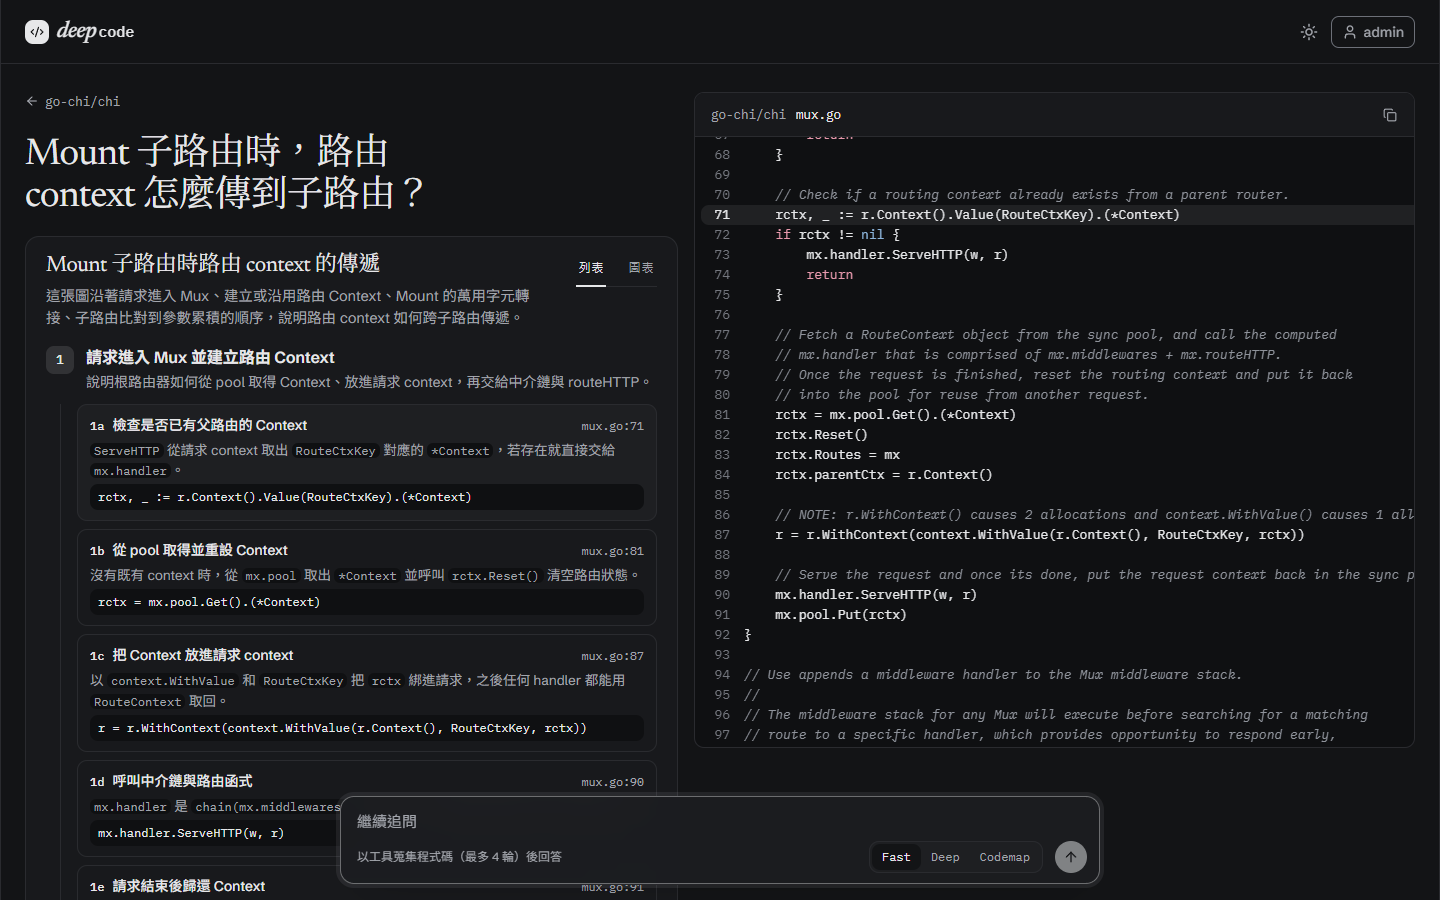 deep code
admin
go-chi/chi
Mount 子路由時，路由
context 怎麼傳到子路由？
Mount 子路由時路由 context 的傳遞
列表
圖表
這張圖沿著請求進入 Mux、建立或沿用路由 Context、Mount 的萬用字元轉
接、子路由比對到參數累積的順序，說明路由 context 如何跨子路由傳遞。
1 請求進入 Mux 並建立路由 Context
說明根路由器如何從 pool 取得 Context、放進請求 context，再交給中介鏈與 routeHTTP。
1a 檢查是否已有父路由的 Context mux.go:71
ServeHTTP 從請求 context 取出 RouteCtxKey 對應的 *Context，若存在就直接交給
mx.handler。
rctx, _ := r.Context().Value(RouteCtxKey).(*Context)
1b 從 pool 取得並重設 Context mux.go:81
沒有既有 context 時，從 mx.pool 取出 *Context 並呼叫 rctx.Reset() 清空路由狀態。
rctx = mx.pool.Get().(*Context)
1c 把 Context 放進請求 context mux.go:87
以 context.WithValue 和 RouteCtxKey 把 rctx 綁進請求，之後任何 handler 都能用
RouteContext 取回。
r = r.WithContext(context.WithValue(r.Context(), RouteCtxKey, rctx))
1d 呼叫中介鏈與路由函式 mux.go:90
mx.handler 是 chain(mx.middlewares
mx.handler.ServeHTTP(w, r)
1e 請求結束後歸還 Context mux.go:91
go-chi/chi mux.go
67 return
68 }
69
70 // Check if a routing context already exists from a parent router.
71 rctx, _ := r.Context().Value(RouteCtxKey).(*Context)
72 if rctx != nil {
73 mx.handler.ServeHTTP(w, r)
74 return
75 }
76
77 // Fetch a RouteContext object from the sync pool, and call the computed
78 // mx.handler that is comprised of mx.middlewares + mx.routeHTTP.
79 // Once the request is finished, reset the routing context and put it back
80 // into the pool for reuse from another request.
81 rctx = mx.pool.Get().(*Context)
82 rctx.Reset()
83 rctx.Routes = mx
84 rctx.parentCtx = r.Context()
85
86 // NOTE: r.WithContext() causes 2 allocations and context.WithValue() causes 1 all
87 r = r.WithContext(context.WithValue(r.Context(), RouteCtxKey, rctx))
88
89 // Serve the request and once its done, put the request context back in the sync p
90 mx.handler.ServeHTTP(w, r)
91 mx.pool.Put(rctx)
92 }
93
94 // Use appends a middleware handler to the Mux middleware stack.
95 //
96 // The middleware stack for any Mux will execute before searching for a matching
97 // route to a specific handler, which provides opportunity to respond early,
繼續追問
以工具蒐集程式碼（最多 4 輪）後回答
Fast Deep Codemap